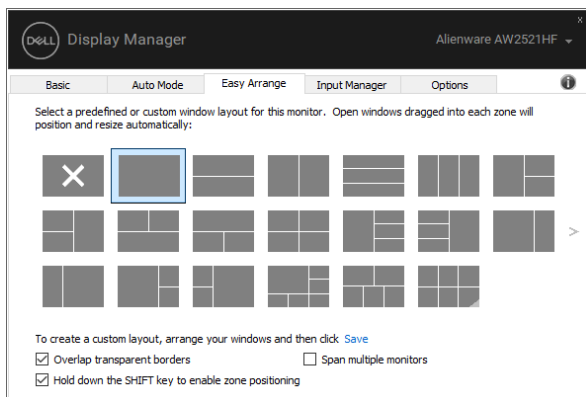 x
DELL Display Manager Alienware AW2521HF
Basic Auto Mode Easy Arrange Input Manager Options i
Select a predefined or custom window layout for this monitor. Open windows dragged into each zone will
position and resize automatically:
>
To create a custom layout, arrange your windows and then click Save
Overlap transparent borders Span multiple monitors
Hold down the SHIFT key to enable zone positioning